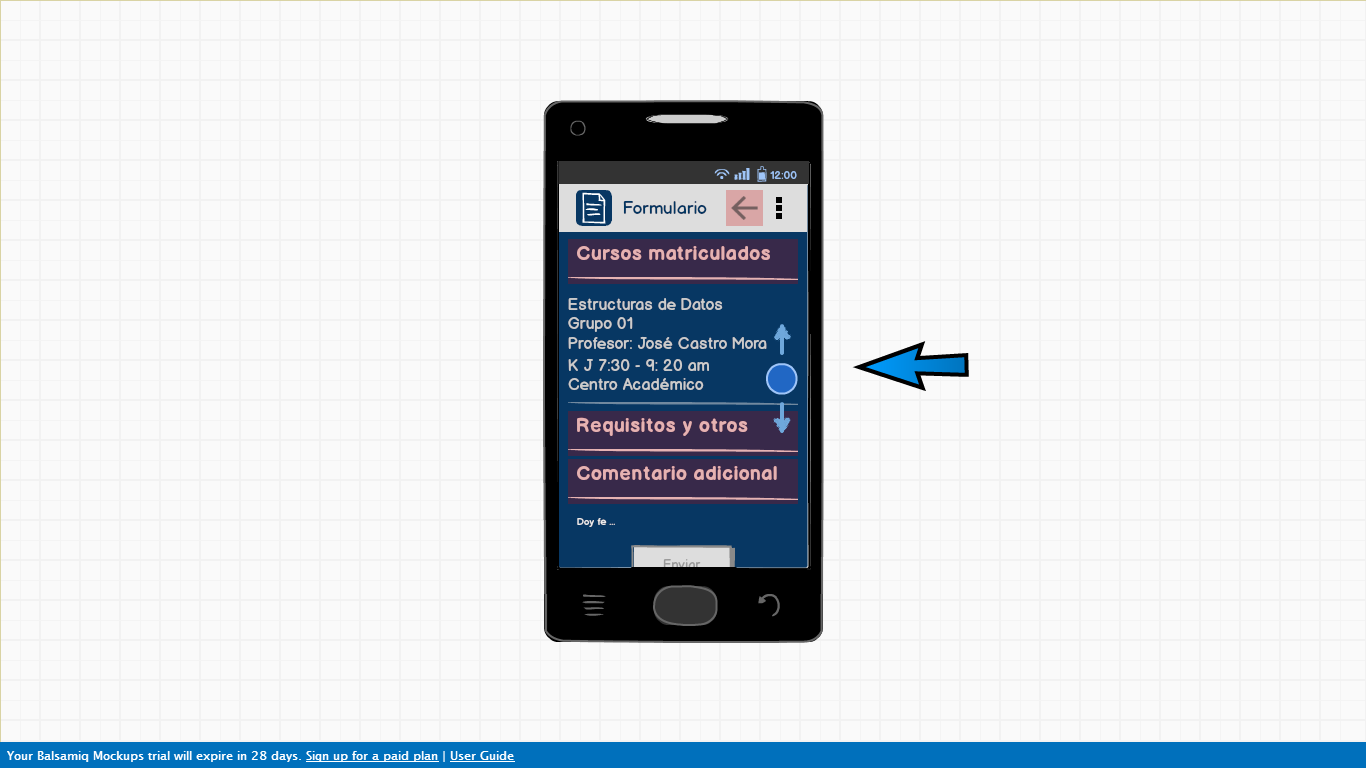 12:00
Formulario
Cursos matriculados
Estructuras de Datos
Grupo 01
Profesor: José Castro Mora
K J 7:30 - 9: 20 am
Centro Académico
Requisitos y otros
Comentario adicional
Doy fe ...
Enviar
Your Balsamiq Mockups trial will expire in 28 days. Sign up for a paid plan | User Guide